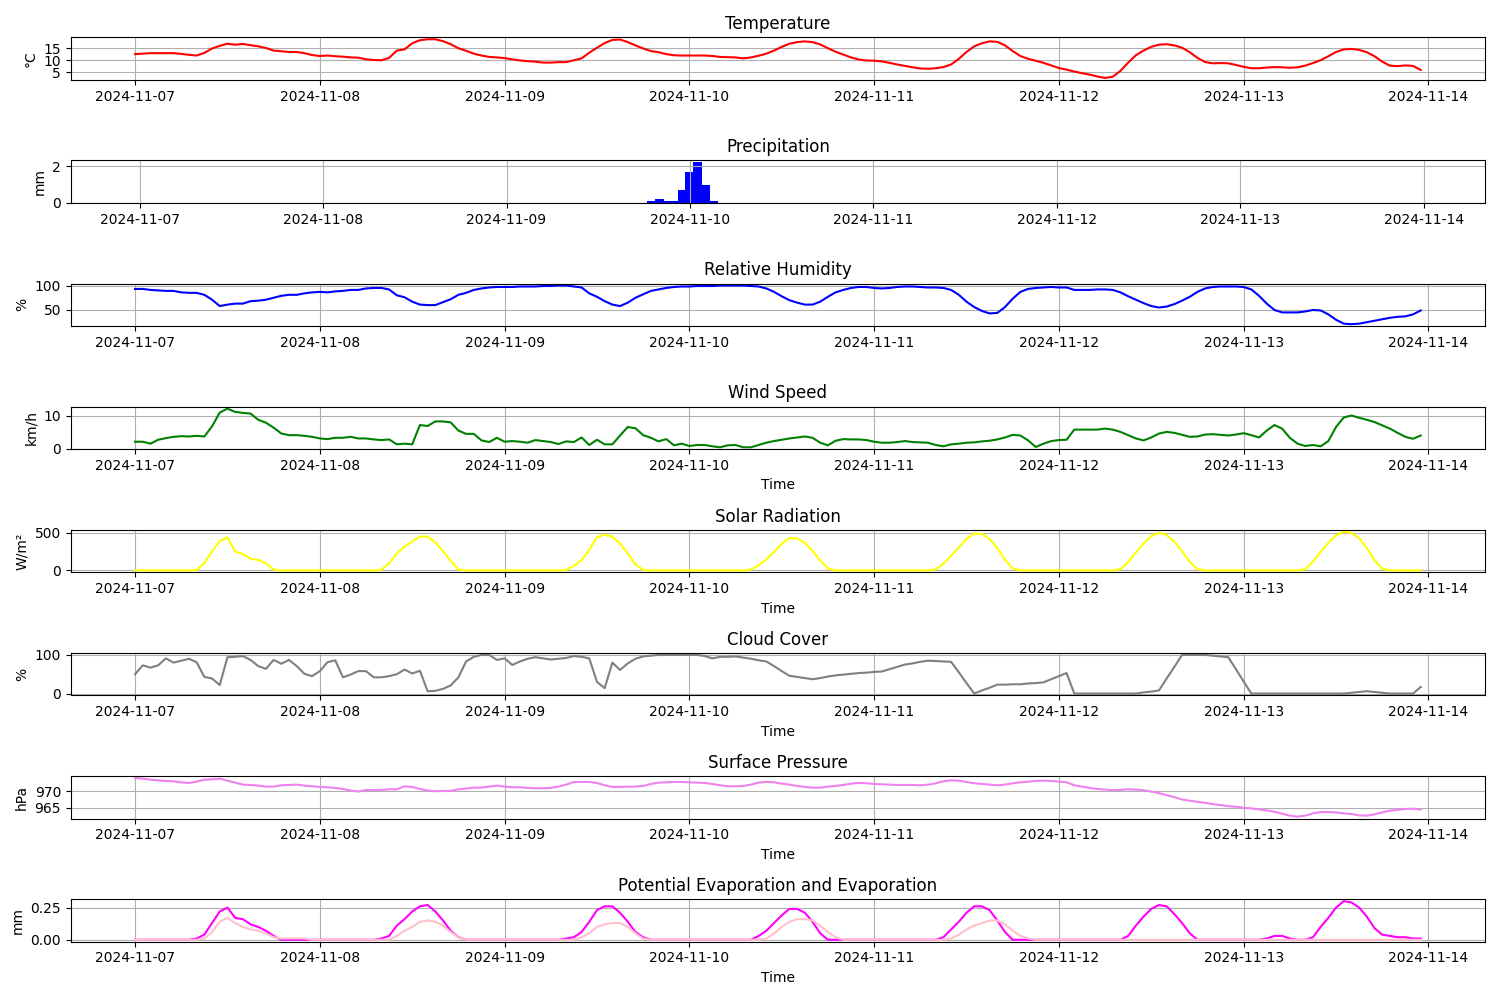 Temperature
°C
15
10
5
2024-11-07 2024-11-08 2024-11-09 2024-11-10 2024-11-11 2024-11-12 2024-11-13 2024-11-14
Precipitation
mm
2
0
2024-11-07 2024-11-08 2024-11-09 2024-11-10 2024-11-11 2024-11-12 2024-11-13 2024-11-14
Relative Humidity
%
100
50
2024-11-07 2024-11-08 2024-11-09 2024-11-10 2024-11-11 2024-11-12 2024-11-13 2024-11-14
Wind Speed
km/h
10
0
2024-11-07 2024-11-08 2024-11-09 2024-11-10 2024-11-11 2024-11-12 2024-11-13 2024-11-14
Time
Solar Radiation
W/m²
500
0
2024-11-07 2024-11-08 2024-11-09 2024-11-10 2024-11-11 2024-11-12 2024-11-13 2024-11-14
Time
Cloud Cover
%
100
0
2024-11-07 2024-11-08 2024-11-09 2024-11-10 2024-11-11 2024-11-12 2024-11-13 2024-11-14
Time
Surface Pressure
hPa
970
965
2024-11-07 2024-11-08 2024-11-09 2024-11-10 2024-11-11 2024-11-12 2024-11-13 2024-11-14
Time
Potential Evaporation and Evaporation
mm
0.25
0.00
2024-11-07 2024-11-08 2024-11-09 2024-11-10 2024-11-11 2024-11-12 2024-11-13 2024-11-14
Time